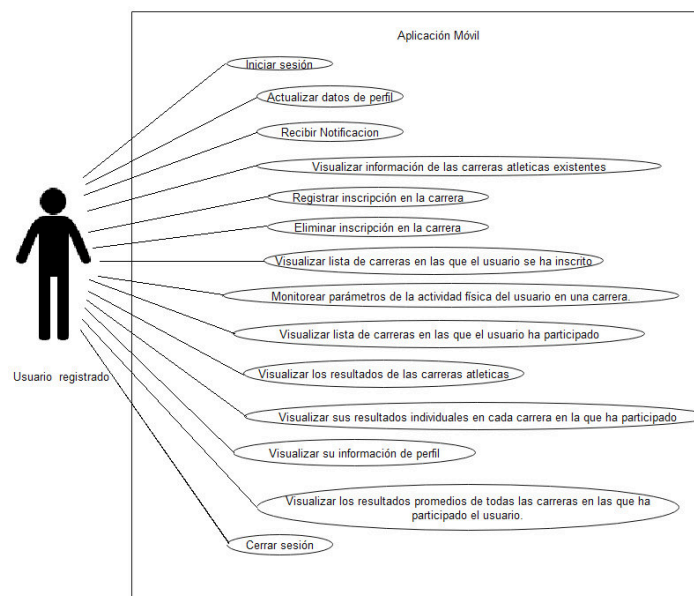 Aplicación Móvil
Iniciar sesión
Actualizar datos de perfil
Recibir Notificacion
Visualizar información de las carreras atleticas existentes
Registrar inscripción en la carrera
Eliminar inscripción en la carrera
Visualizar lista de carreras en las que el usuario se ha inscrito
Monitorear parámetros de la actividad física del usuario en una carrera.
Visualizar lista de carreras en las que el usuario ha participado
Usuario registrado
Visualizar los resultados de las carreras atleticas
Visualizar sus resultados individuales en cada carrera en la que ha participado
Visualizar su información de perfil
Visualizar los resultados promedios de todas las carreras en las que ha
participado el usuario.
Cerrar sesión